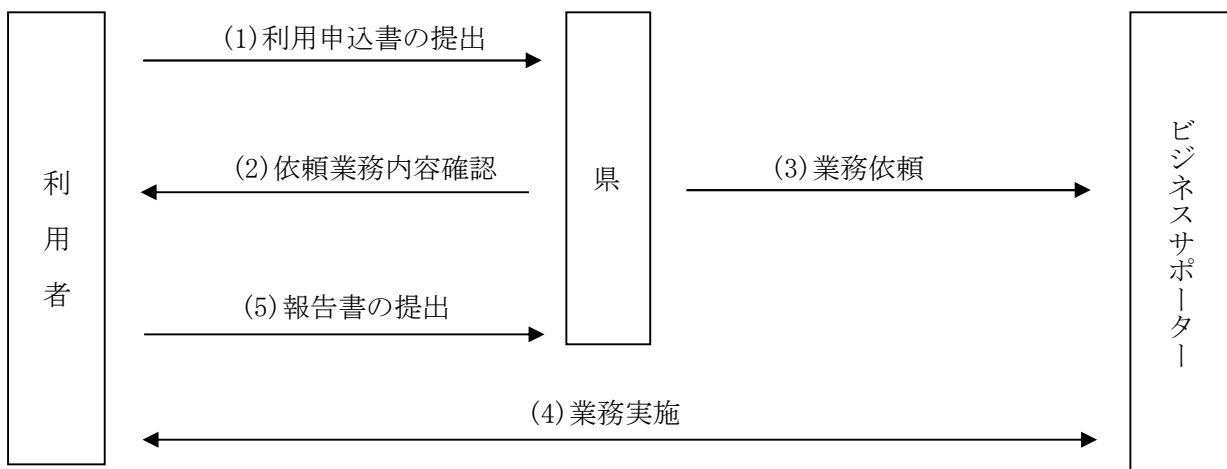 (1)利用申込書の提出
(2)依頼業務内容確認
(3)業務依頼
利用者
県
ビジネスサポーター
(5)報告書の提出
(4)業務実施